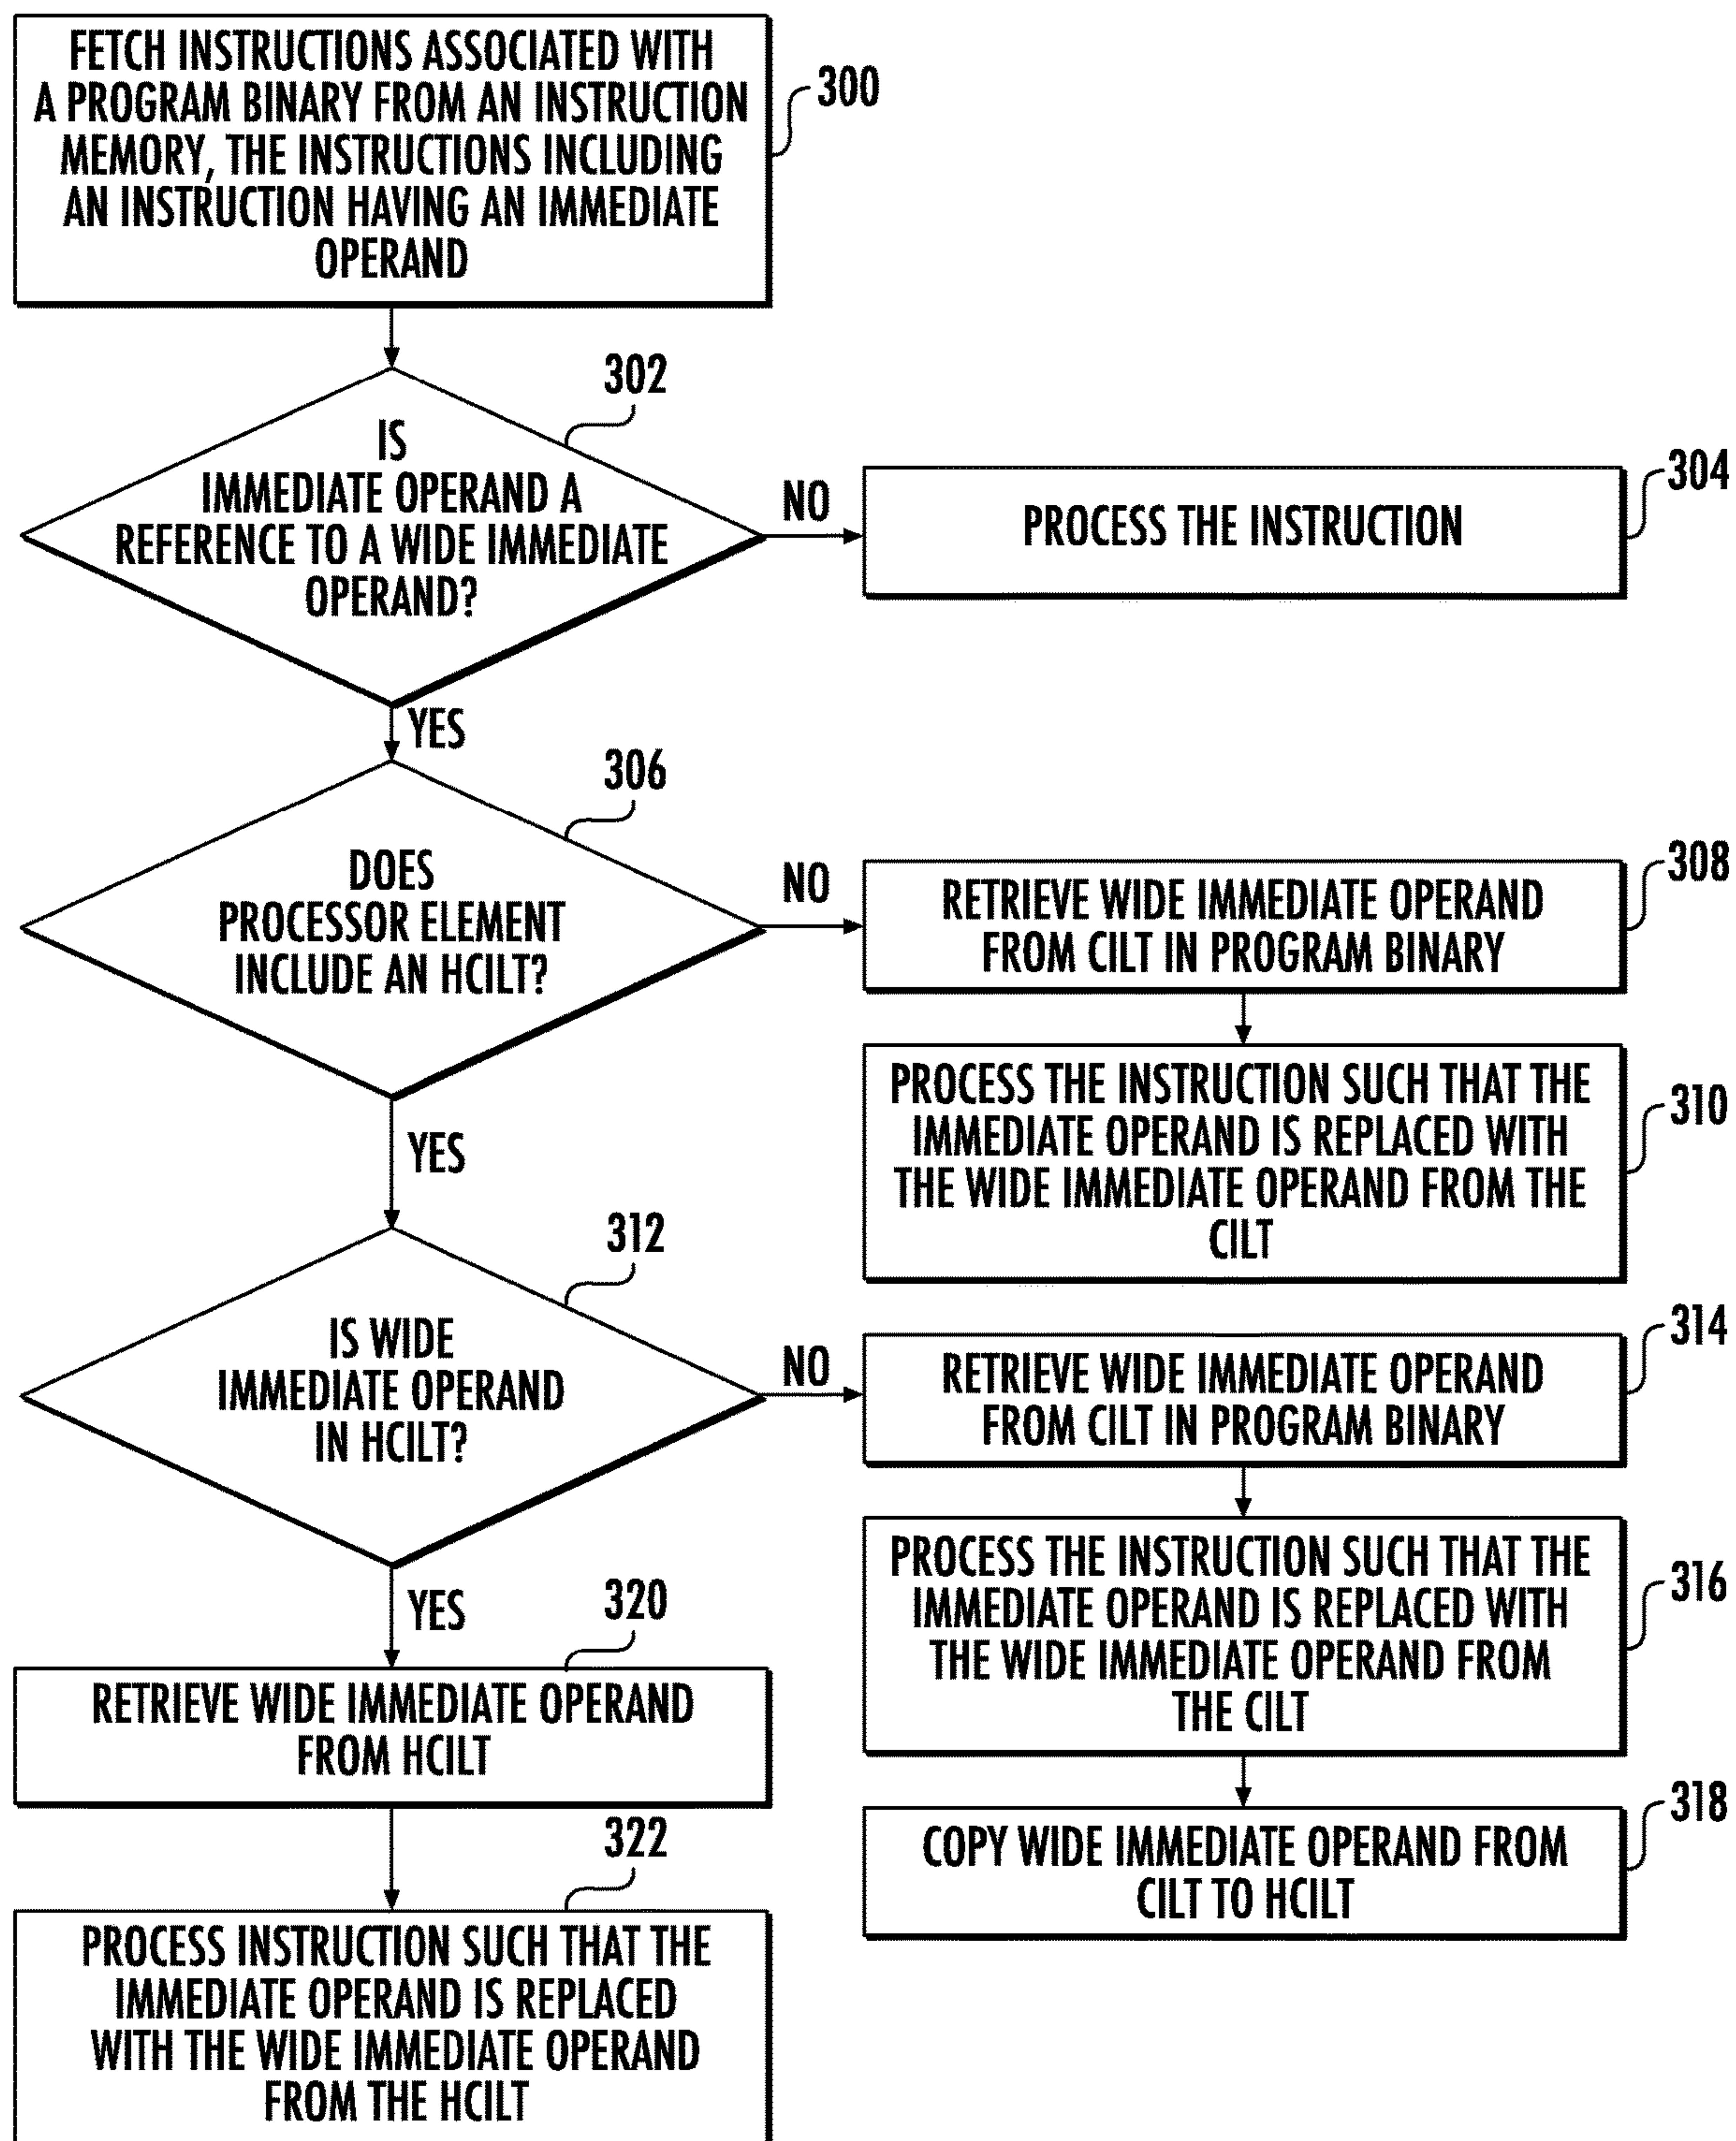 FETCH INSTRUCTIONS ASSOCIATED WITH
A PROGRAM BINARY FROM AN INSTRUCTION
MEMORY, THE INSTRUCTIONS INCLUDING
AN INSTRUCTION HAVING AN IMMEDIATE
OPERAND
300
302
IS
IMMEDIATE OPERAND A
REFERENCE TO A WIDE IMMEDIATE
OPERAND?
NO
304
PROCESS THE INSTRUCTION
YES
306
DOES
PROCESSOR ELEMENT
INCLUDE AN HCILT?
NO
308
RETRIEVE WIDE IMMEDIATE OPERAND
FROM CILT IN PROGRAM BINARY
310
PROCESS THE INSTRUCTION SUCH THAT THE
IMMEDIATE OPERAND IS REPLACED WITH
THE WIDE IMMEDIATE OPERAND FROM THE
CILT
YES
312
IS WIDE
IMMEDIATE OPERAND
IN HCILT?
NO
314
RETRIEVE WIDE IMMEDIATE OPERAND
FROM CILT IN PROGRAM BINARY
316
PROCESS THE INSTRUCTION SUCH THAT THE
IMMEDIATE OPERAND IS REPLACED WITH
THE WIDE IMMEDIATE OPERAND FROM
THE CILT
318
COPY WIDE IMMEDIATE OPERAND FROM
CILT TO HCILT
YES
320
RETRIEVE WIDE IMMEDIATE OPERAND
FROM HCILT
322
PROCESS INSTRUCTION SUCH THAT THE
IMMEDIATE OPERAND IS REPLACED
WITH THE WIDE IMMEDIATE OPERAND
FROM THE HCILT